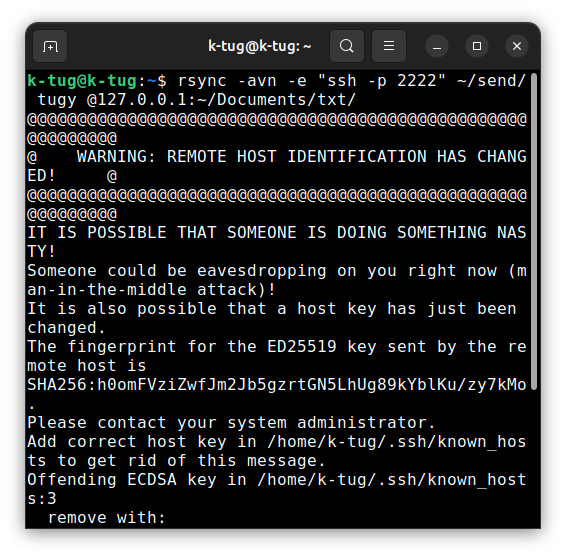 k-tug@k-tug: ~
k-tug@k-tug:~$ rsync -avn -e "ssh -p 2222" ~/send/
tugy @127.0.0.1:~/Documents/txt/
@@@@@@@@@@@@@@@@@@@@@@@@@@@@@@@@@@@@@@@@@@@@@@@@@@
@@@@@@@@@
@    WARNING: REMOTE HOST IDENTIFICATION HAS CHANG
ED!     @
@@@@@@@@@@@@@@@@@@@@@@@@@@@@@@@@@@@@@@@@@@@@@@@@@@
@@@@@@@@@
IT IS POSSIBLE THAT SOMEONE IS DOING SOMETHING NAS
TY!
Someone could be eavesdropping on you right now (m
an-in-the-middle attack)!
It is also possible that a host key has just been
changed.
The fingerprint for the ED25519 key sent by the re
mote host is
SHA256:h0omFVziZwfJm2Jb5gzrtGN5LhUg89kYblKu/zy7kMo
.
Please contact your system administrator.
Add correct host key in /home/k-tug/.ssh/known_hos
ts to get rid of this message.
Offending ECDSA key in /home/k-tug/.ssh/known_host
s:3
  remove with: